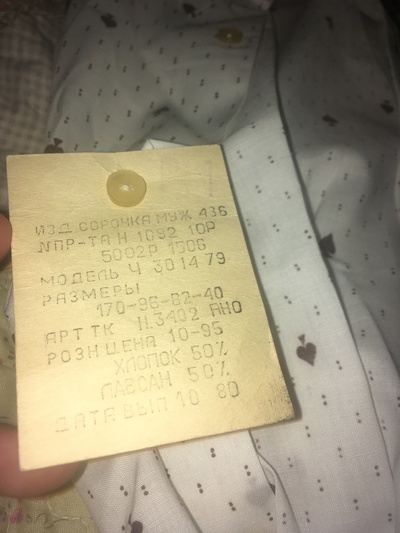 ИЗД СОРОЧКА МУЖ 436
NПР-ТА Н 1092 10Р
5002Р 1506
МОДЕЛЬ Ч 301479
РАЗМЕРЫ
170-96-82-40
АРТ ТК Н.3402 АНО
РОЗН ЦЕНА 10-95
ХЛОПОК 50%
ЛАВСАН 50%
ДАТА ВЫП 10 80